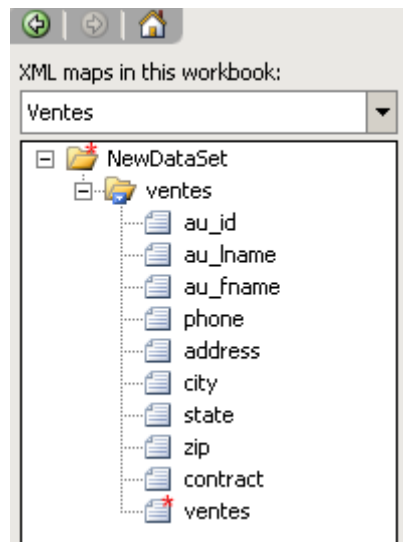 XML maps in this workbook:
Ventes
NewDataSet
ventes
au_id
au_lname
au_fname
phone
address
city
state
zip
contract
ventes